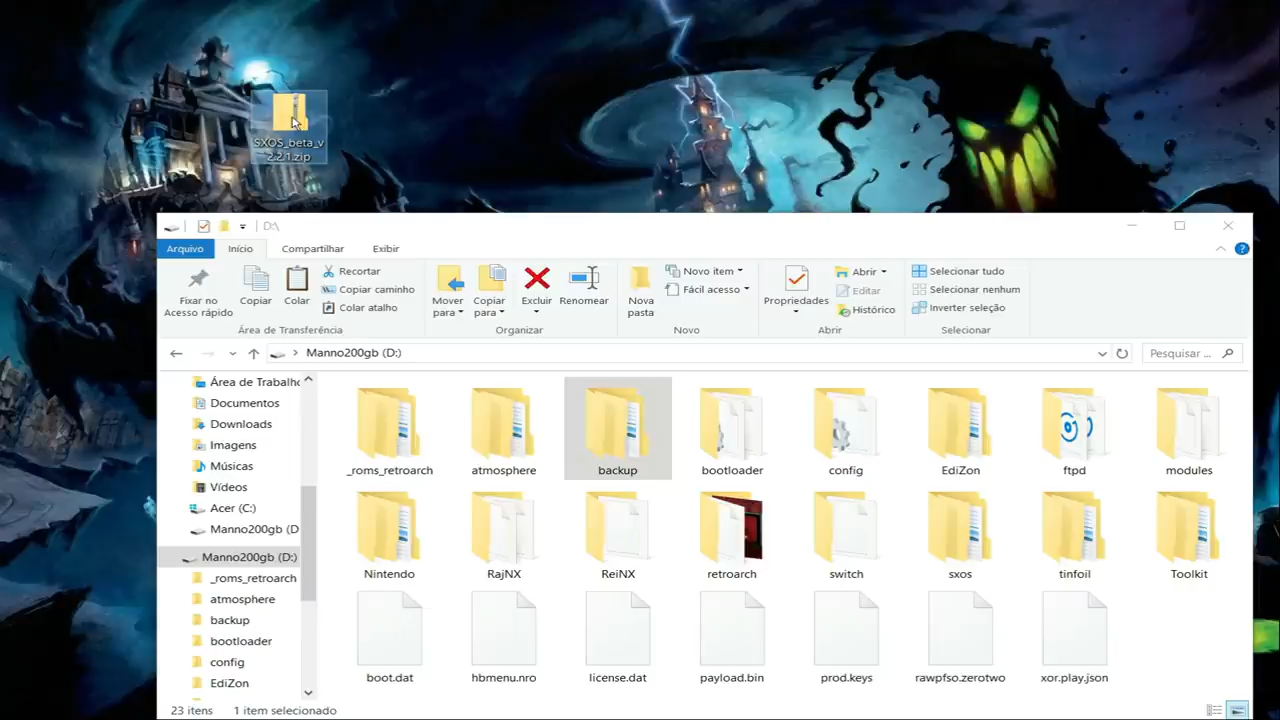 SXOS_beta_v
2.2.1.zip
D:\
Arquivo
Início
Compartilhar
Exibir
Fixar no
Acesso rápido
Copiar
Colar
Recortar
Copiar caminho
Colar atalho
Área de Transferência
Mover
para
Copiar
para
Excluir
Renomear
Organizar
Nova
pasta
Novo item
Fácil acesso
Novo
Propriedades
Abrir
Editar
Histórico
Abrir
Selecionar tudo
Selecionar nenhum
Inverter seleção
Selecionar
Manno200gb (D:)
Pesquisar ...
Área de Trabalho
Documentos
Downloads
Imagens
Músicas
Vídeos
Acer (C:)
Manno200gb (D
Manno200gb (D:)
_roms_retroarch
atmosphere
backup
bootloader
config
EdiZon
_roms_retroarch
atmosphere
backup
bootloader
config
EdiZon
ftpd
modules
Nintendo
RajNX
ReiNX
retroarch
switch
sxos
tinfoil
Toolkit
boot.dat
hbmenu.nro
license.dat
payload.bin
prod.keys
rawpfso.zerotwo
xor.play.json
23 itens
1 item selecionado